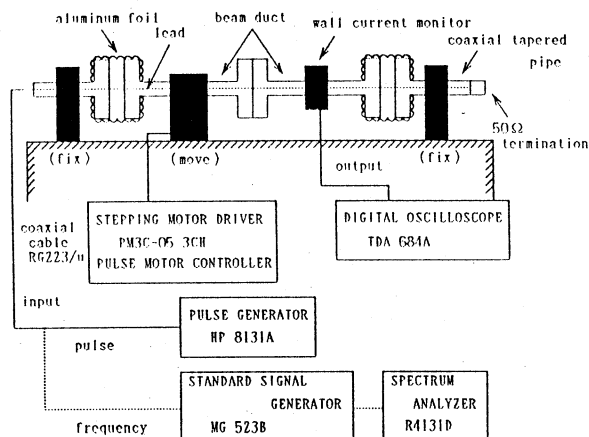 aluminum foil
lead
beam duct
wall current monitor
coaxial tapered
pipe
50Ω
termination
(fix)
(move)
(fix)
output
coaxial
cable
RG223/u
STEPPING MOTOR DRIVER
PM3C-05 3CH
PULSE MOTOR CONTROLLER
DIGITAL OSCILLOSCOPE
TDA 684A
input
PULSE GENERATOR
HP 8131A
pulse
STANDARD SIGNAL
GENERATOR
MG 523B
SPECTRUM
ANALYZER
R4131D
frequency